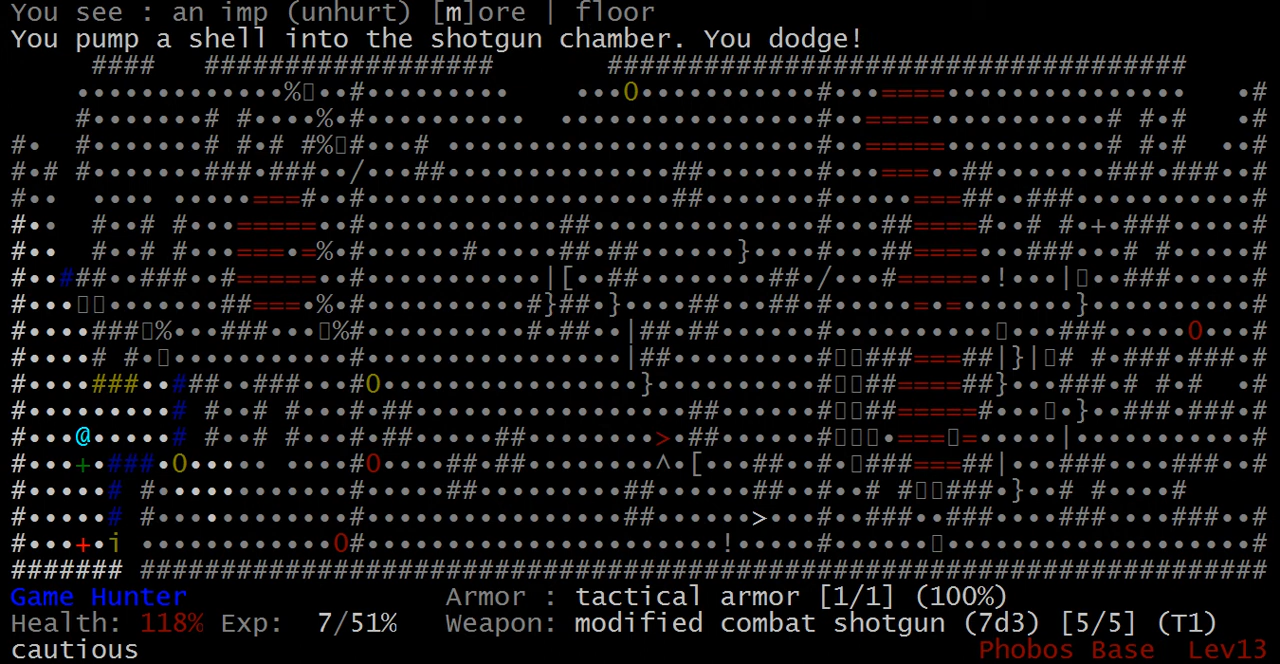 You see : an imp (unhurt) [m]ore | floor
You pump a shell into the shotgun chamber. You dodge!
Game Hunter Armor : tactical armor [1/1] (100%)
Health: 118% Exp: 7/51% Weapon: modified combat shotgun (7d3) [5/5] (T1)
cautious Phobos Base Lev13